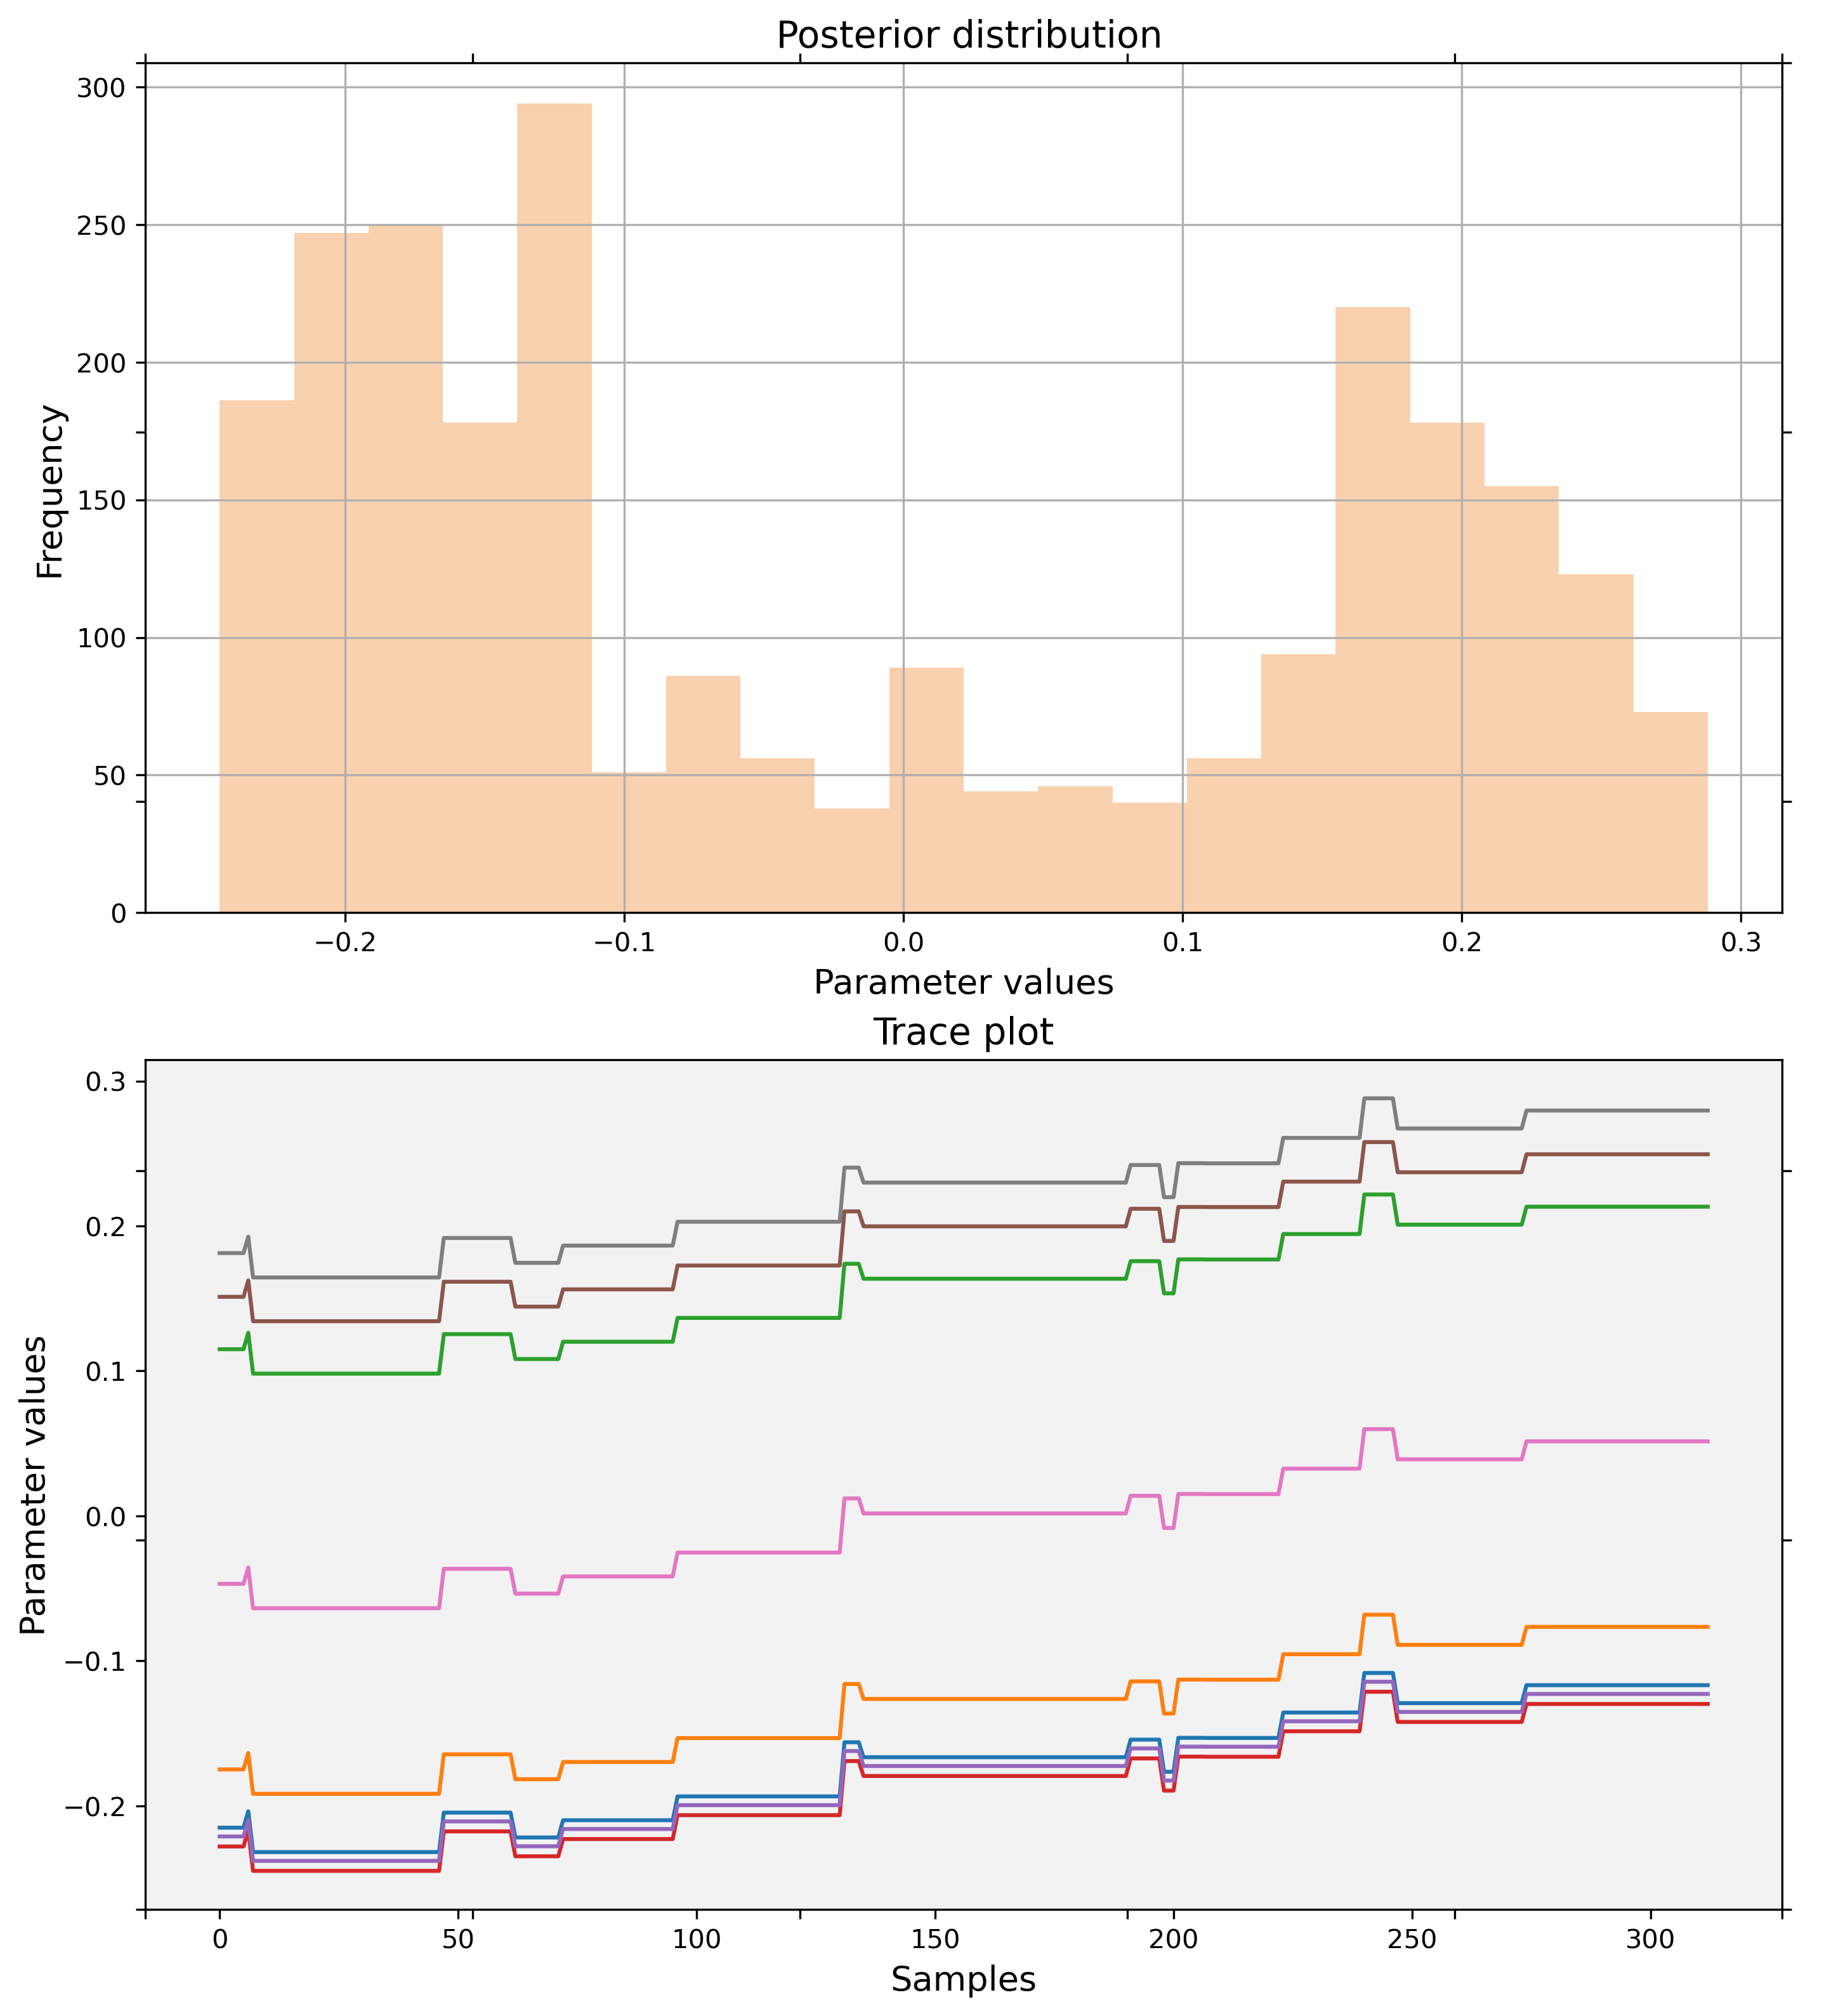 Posterior distribution
300
250
200
150
100
50
0
Frequency
−0.2 −0.1 0.0 0.1 0.2 0.3
Parameter values
Trace plot
0.3
0.2
0.1
0.0
−0.1
−0.2
Parameter values
0 50 100 150 200 250 300
Samples